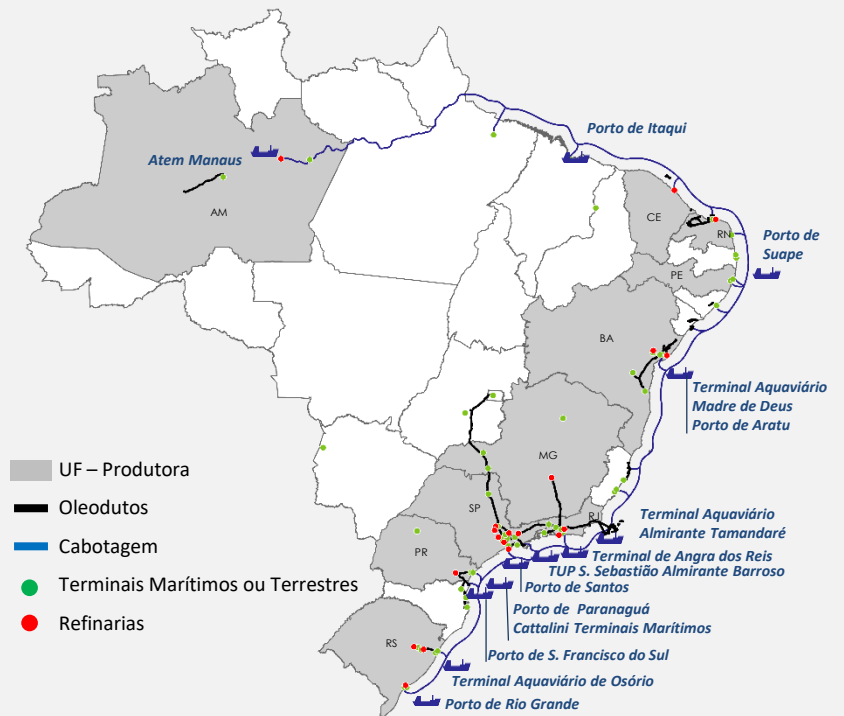 Porto de Itaqui
Atem Manaus
AM
CE
RN
Porto de
Suape
PE
BA
Terminal Aquaviário
Madre de Deus
Porto de Aratu
MG
UF – Produtora
Oleodutos
Cabotagem
Terminais Marítimos ou Terrestres
Refinarias
SP
RJ
Terminal Aquaviário
Almirante Tamandaré
PR
Terminal de Angra dos Reis
TUP S. Sebastião Almirante Barroso
Porto de Santos
Porto de Paranaguá
Cattalini Terminais Marítimos
RS
Porto de S. Francisco do Sul
Terminal Aquaviário de Osório
Porto de Rio Grande